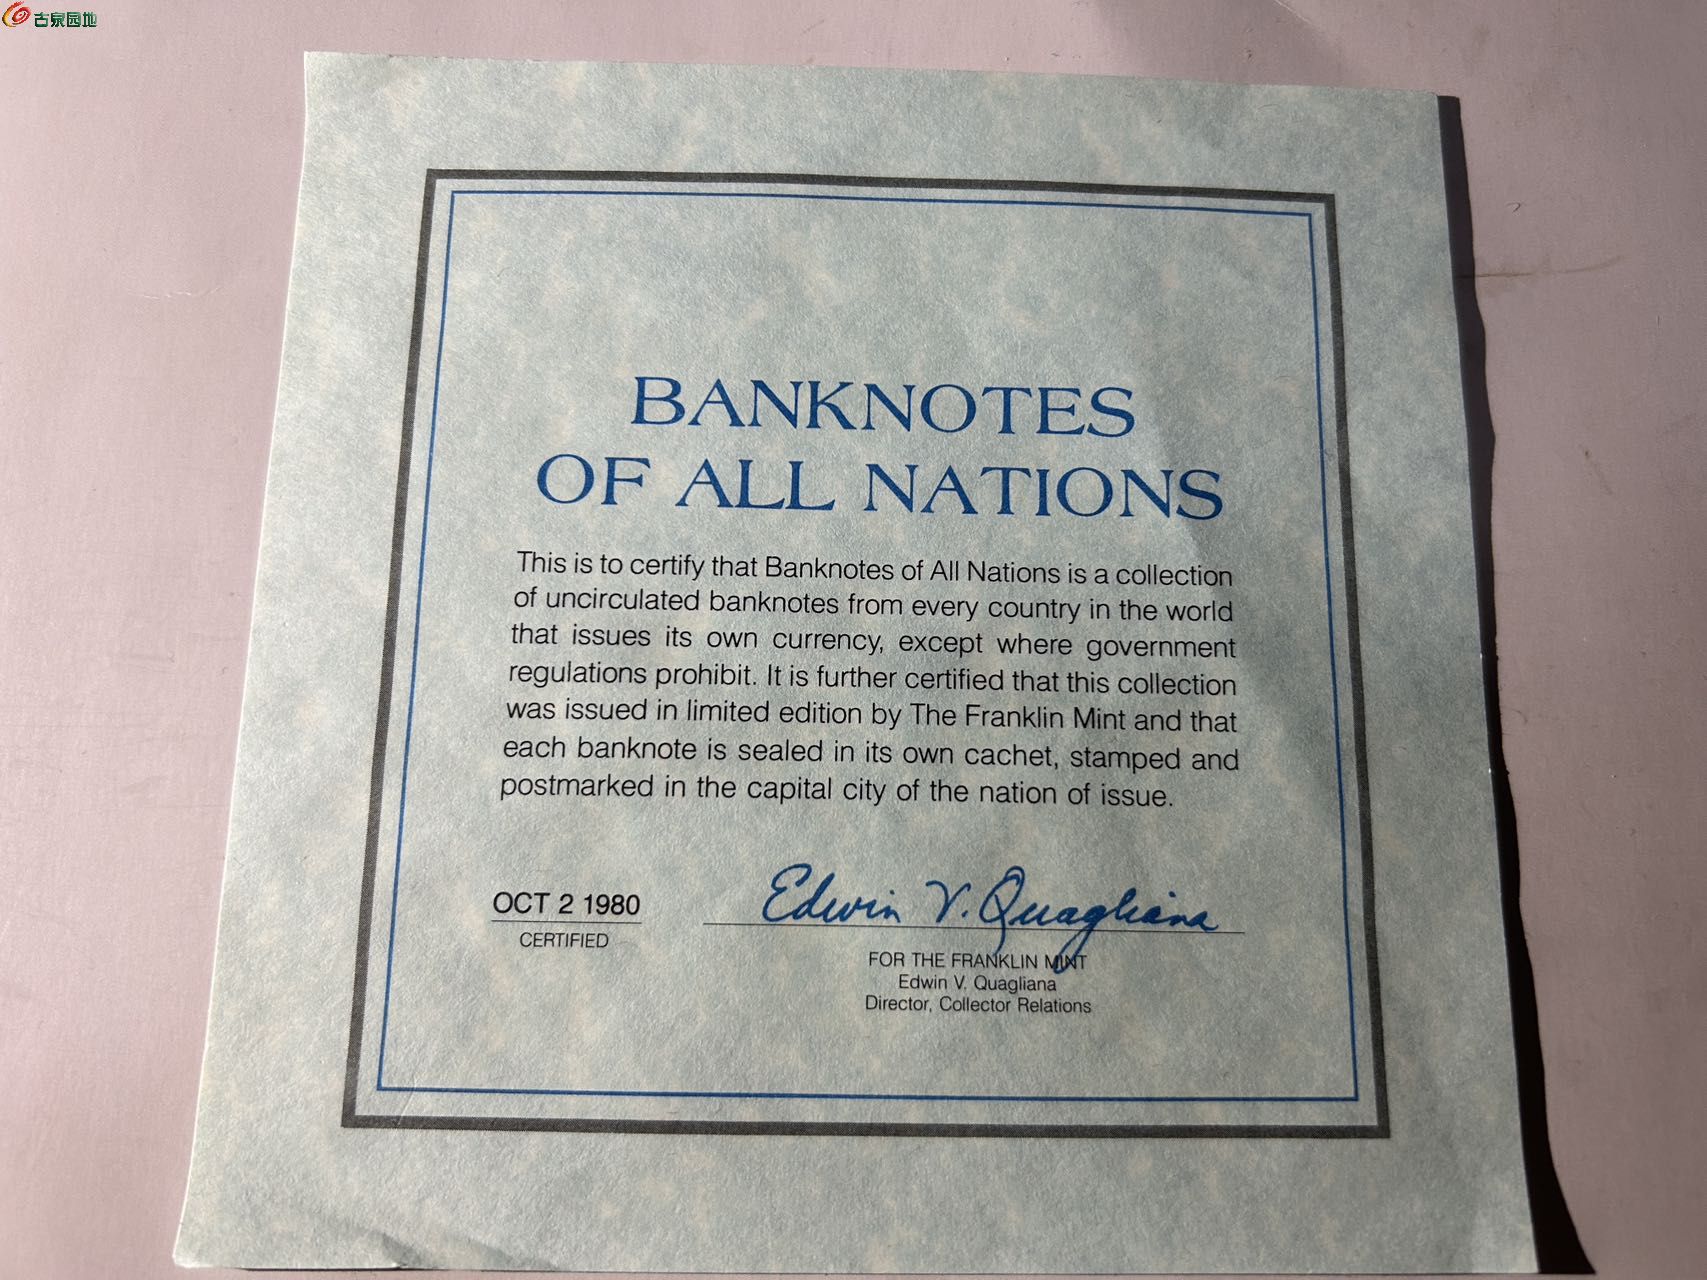 古泉园地
BANKNOTES
OF ALL NATIONS
This is to certify that Banknotes of All Nations is a collection
of uncirculated banknotes from every country in the world
that issues its own currency, except where government
regulations prohibit. It is further certified that this collection
was issued in limited edition by The Franklin Mint and that
each banknote is sealed in its own cachet, stamped and
postmarked in the capital city of the nation of issue.
OCT 2 1980
CERTIFIED
Edwin V. Quagliana
FOR THE FRANKLIN MINT
Edwin V. Quagliana
Director, Collector Relations